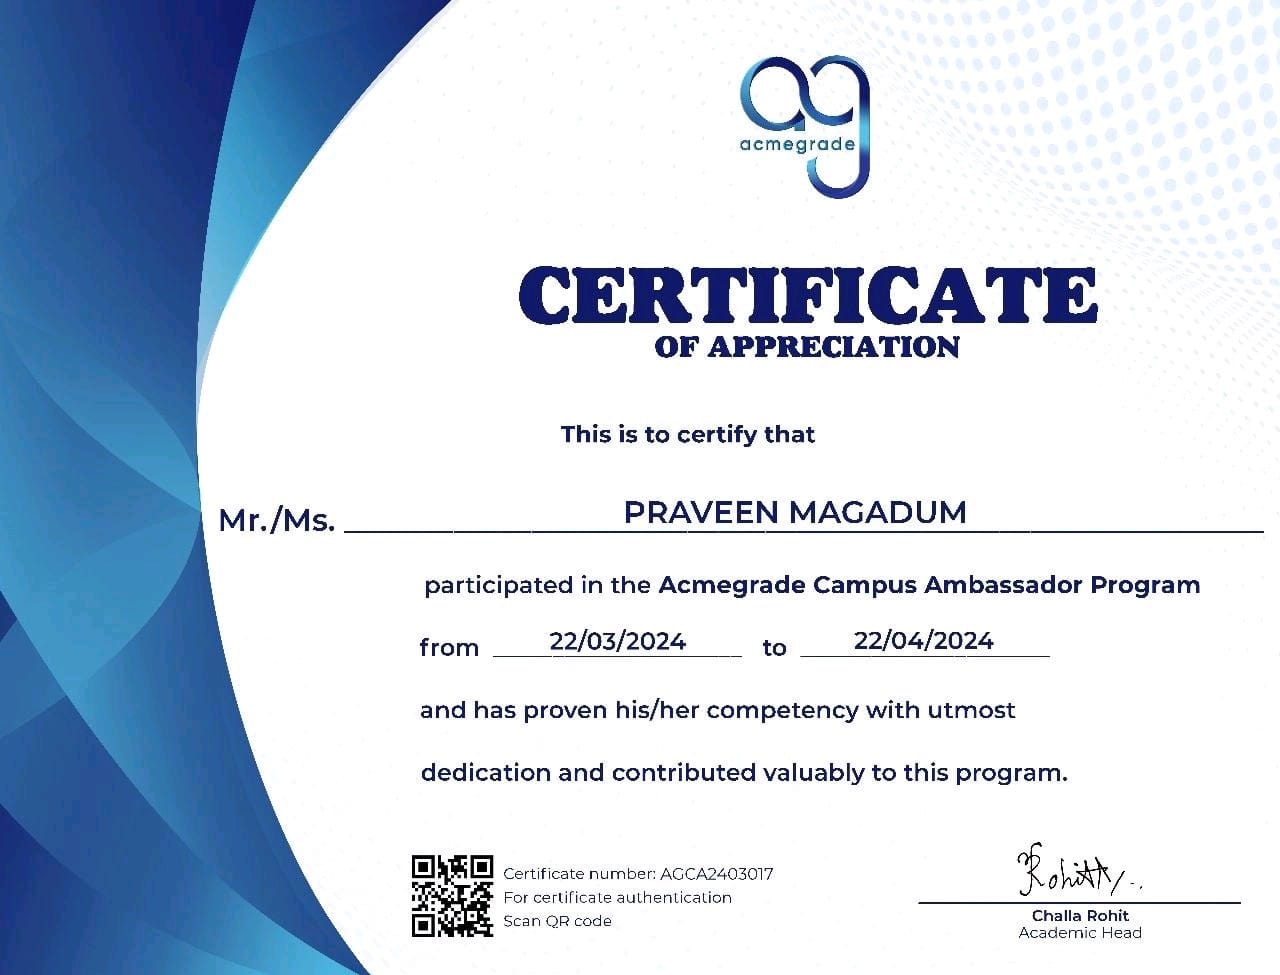 acmegrade
CERTIFICATE
OF APPRECIATION
This is to certify that
Mr./Ms. PRAVEEN MAGADUM
participated in the Acmegrade Campus Ambassador Program
from 22/03/2024 to 22/04/2024
and has proven his/her competency with utmost
dedication and contributed valuably to this program.
Certificate number: AGCA2403017
For certificate authentication
Scan QR code
Rohit
Challa Rohit
Academic Head